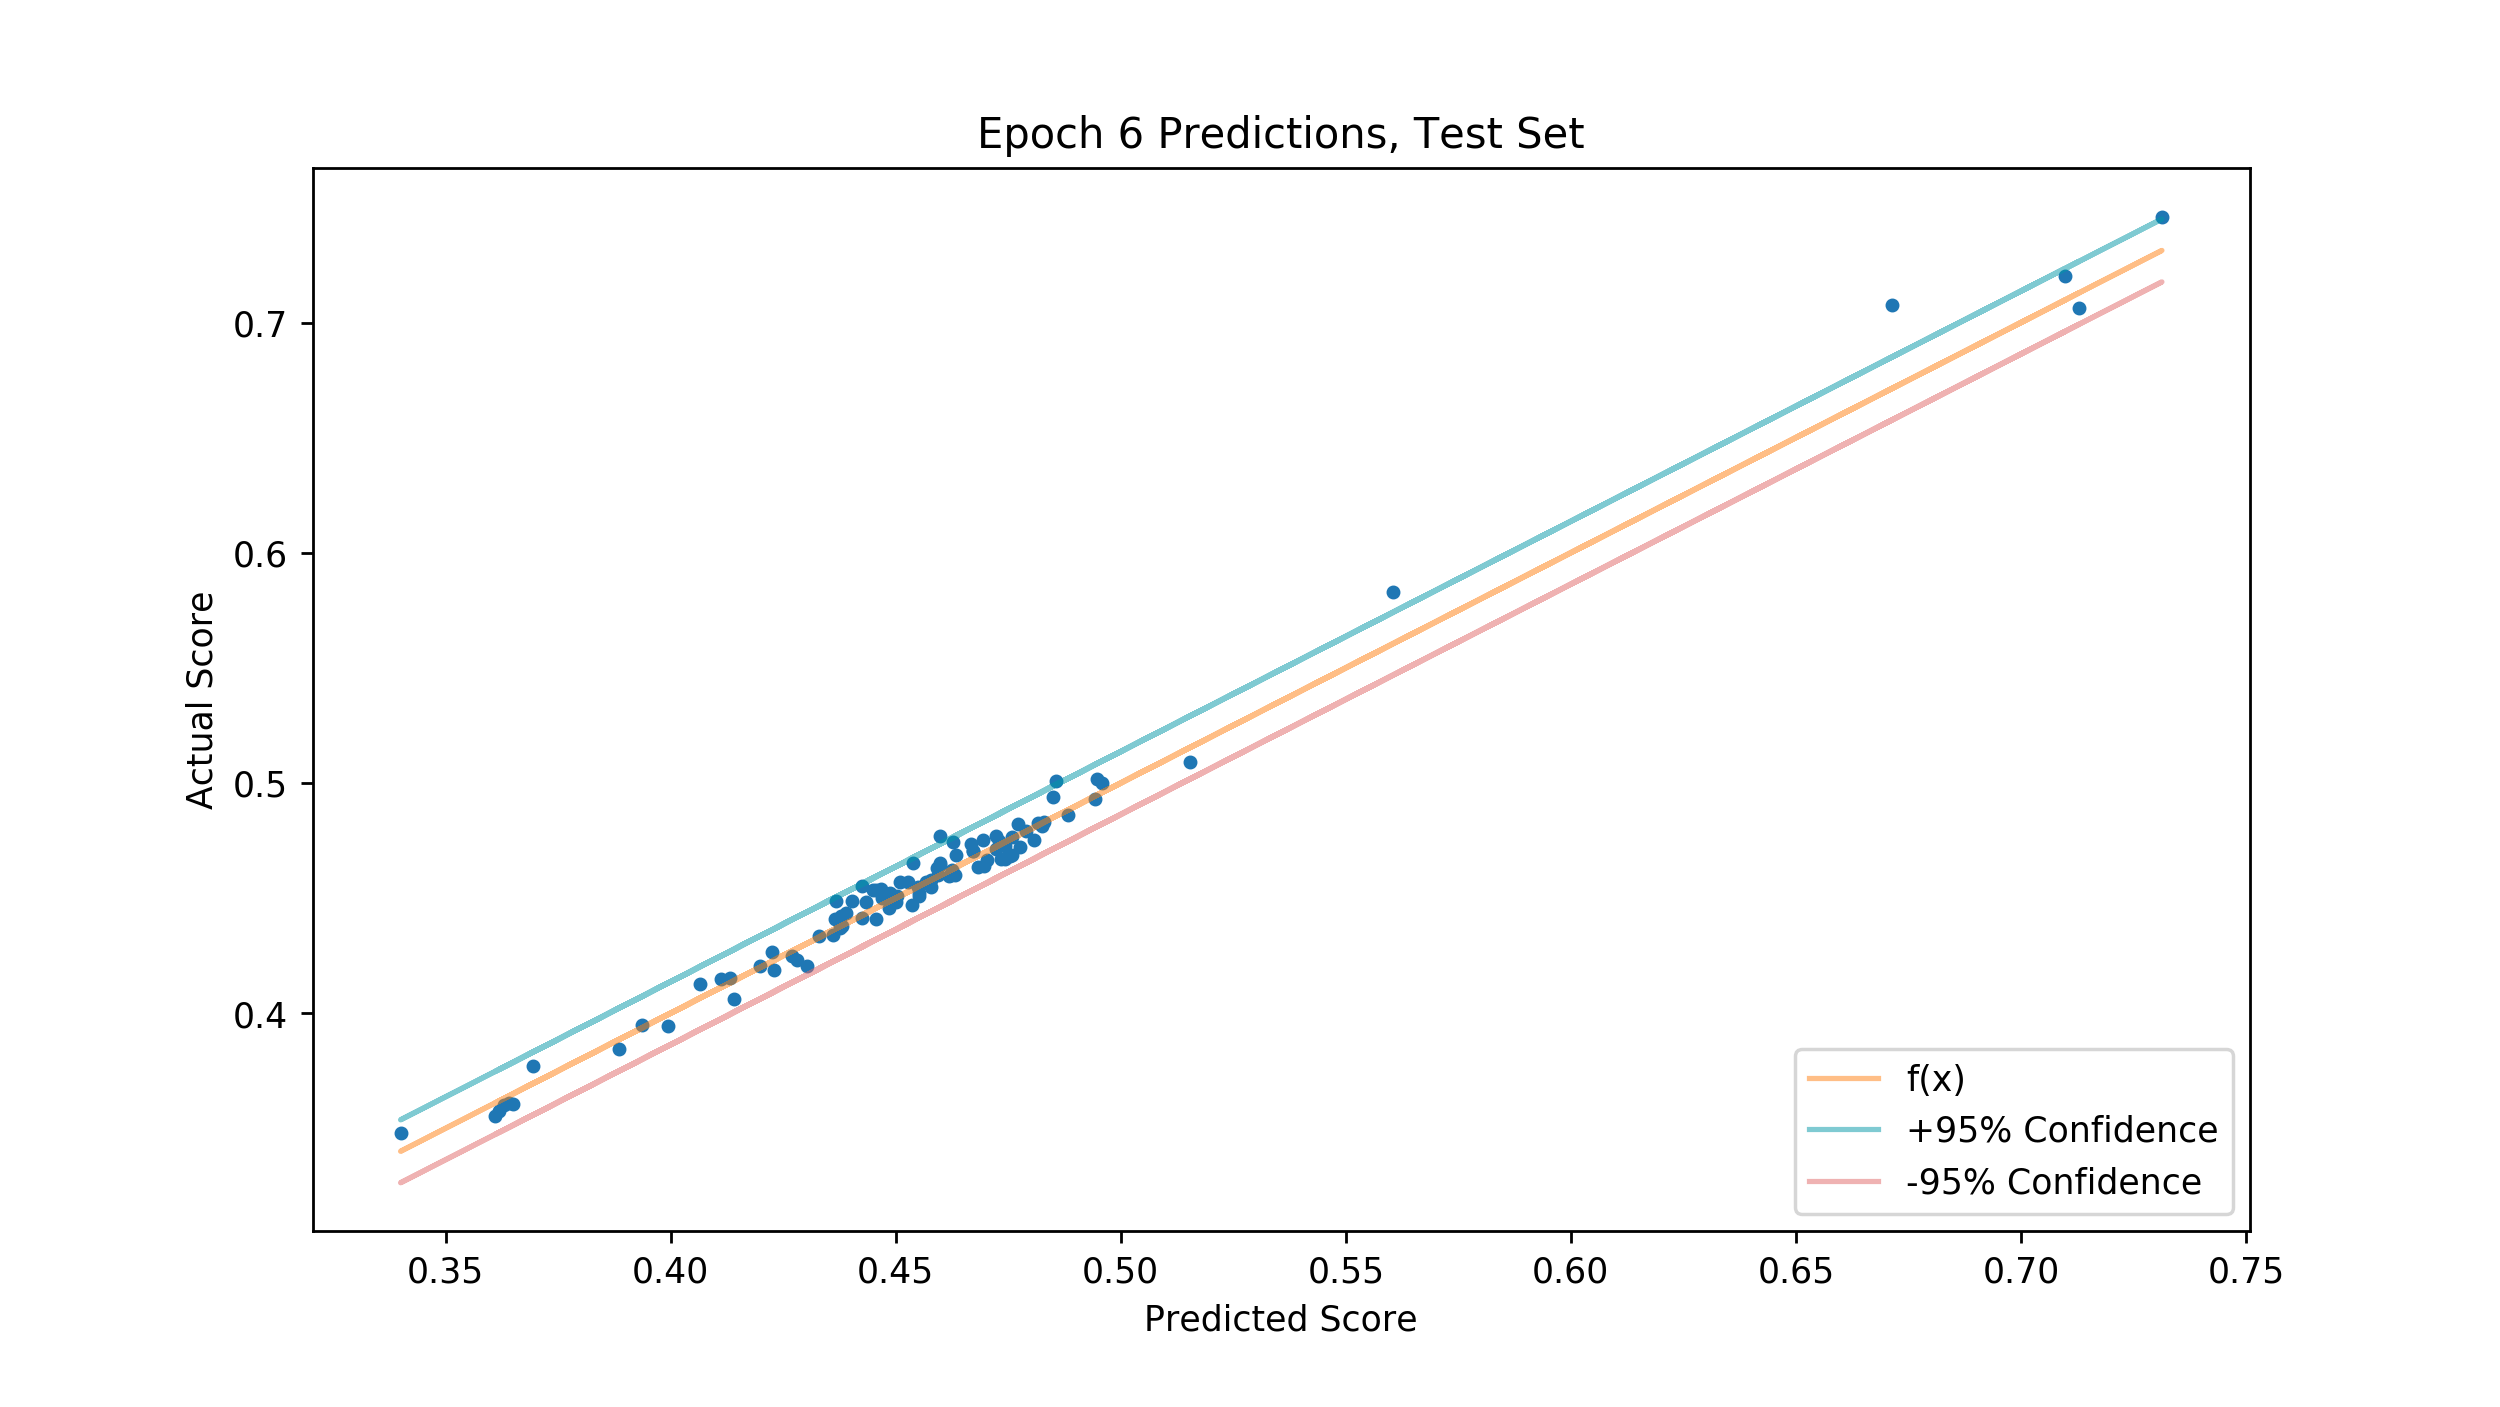 Epoch 6 Predictions, Test Set
Actual Score
0.7
0.6
0.5
0.4
f(x)
+95% Confidence
-95% Confidence
0.35 0.40 0.45 0.50 0.55 0.60 0.65 0.70 0.75
Predicted Score